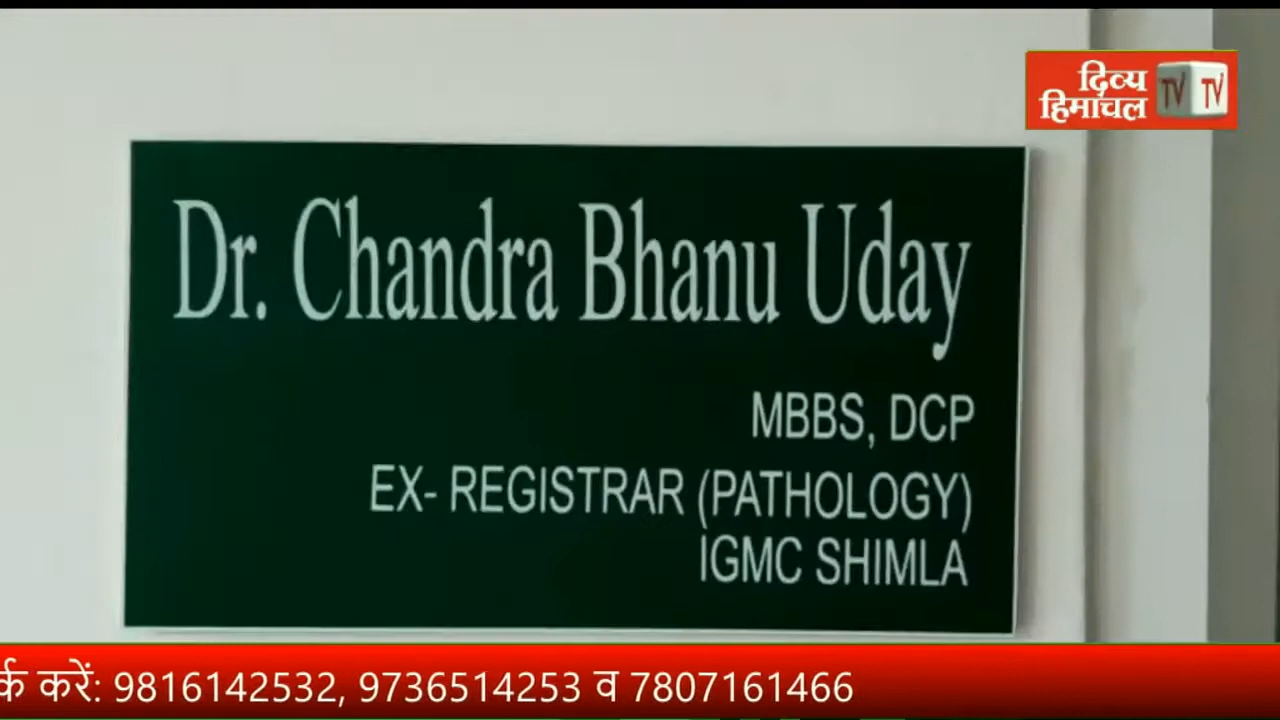 दिव्य
हिमाचल
TV TV
Dr. Chandra Bhanu Uday
MBBS, DCP
EX- REGISTRAR (PATHOLOGY)
IGMC SHIMLA
करें: 9816142532, 9736514253 व 7807161466